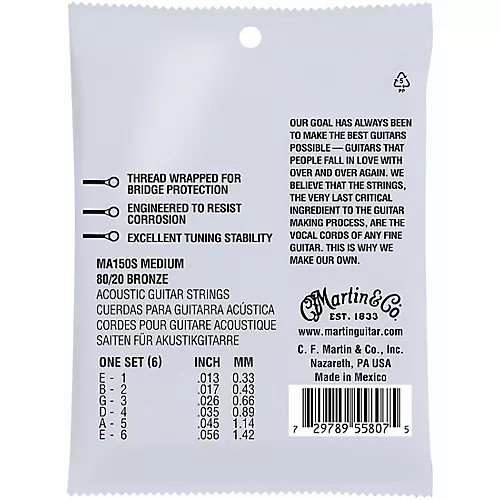 5
PP
THREAD WRAPPED FOR
BRIDGE PROTECTION
ENGINEERED TO RESIST
CORROSION
EXCELLENT TUNING STABILITY
MA150S MEDIUM
80/20 BRONZE
ACOUSTIC GUITAR STRINGS
CUERDAS PARA GUITARRA ACÚSTICA
CORDES POUR GUITARE ACOUSTIQUE
SAITEN FÜR AKUSTIKGITARRE
ONE SET (6) INCH MM
E - 1 .013 0.33
B - 2 .017 0.43
G - 3 .026 0.66
D - 4 .035 0.89
A - 5 .045 1.14
E - 6 .056 1.42
OUR GOAL HAS ALWAYS BEEN
TO MAKE THE BEST GUITARS
POSSIBLE — GUITARS THAT
PEOPLE FALL IN LOVE WITH
OVER AND OVER AGAIN. WE
BELIEVE THAT THE STRINGS,
THE VERY LAST CRITICAL
INGREDIENT TO THE GUITAR
MAKING PROCESS, ARE THE
VOCAL CORDS OF ANY FINE
GUITAR. THIS IS WHY WE
MAKE OUR OWN.
C.F. Martin & Co.
EST. 1833
www.martinguitar.com
C. F. Martin & Co., Inc.
Nazareth, PA USA
Made in Mexico
7 29789 55807 5